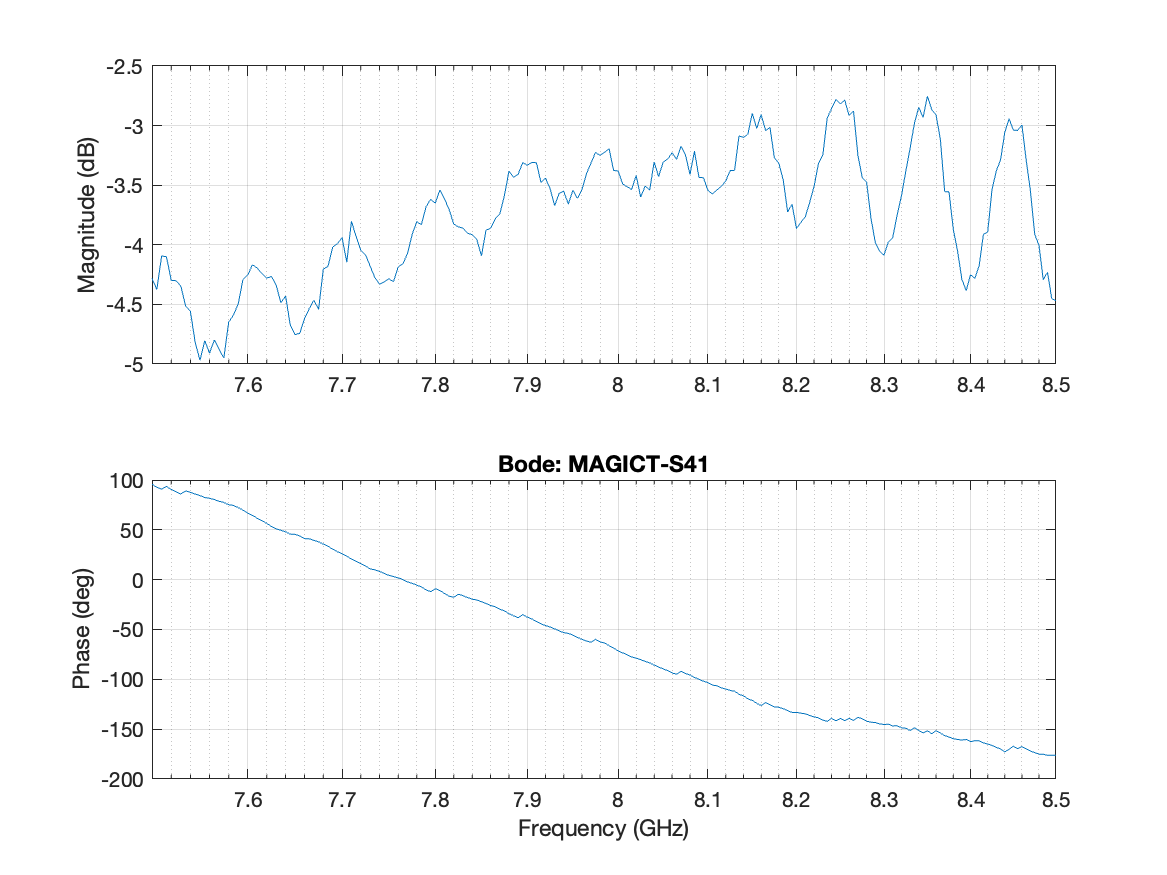 -2.5
-3
-3.5
-4
-4.5
-5
Magnitude (dB)
7.6 7.7 7.8 7.9 8 8.1 8.2 8.3 8.4 8.5
Bode: MAGICT-S41
100
50
0
-50
-100
-150
-200
Phase (deg)
7.6 7.7 7.8 7.9 8 8.1 8.2 8.3 8.4 8.5
Frequency (GHz)